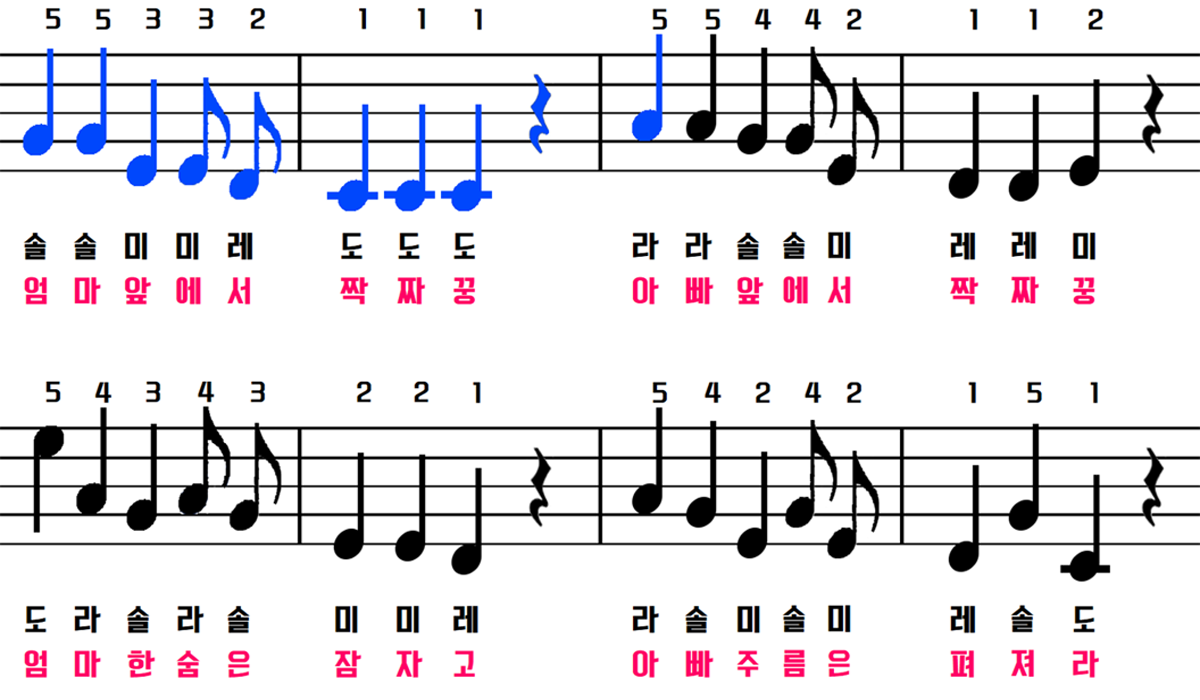 5 5 3 3 2 1 1 1 5 5 4 4 2 1 1 2
솔 솔 미 미 레 도 도 도 라 라 솔 솔 미 레 레 미
엄 마 앞 에 서 짝 짜 꿍 아 빠 앞 에 서 짝 짜 꿍
5 4 3 4 3 2 2 1 5 4 2 4 2 1 5 1
도 라 솔 라 솔 미 미 레 라 솔 미 솔 미 레 솔 도
엄 마 한 숨 은 잠 자 고 아 빠 주 름 은 펴 져 라